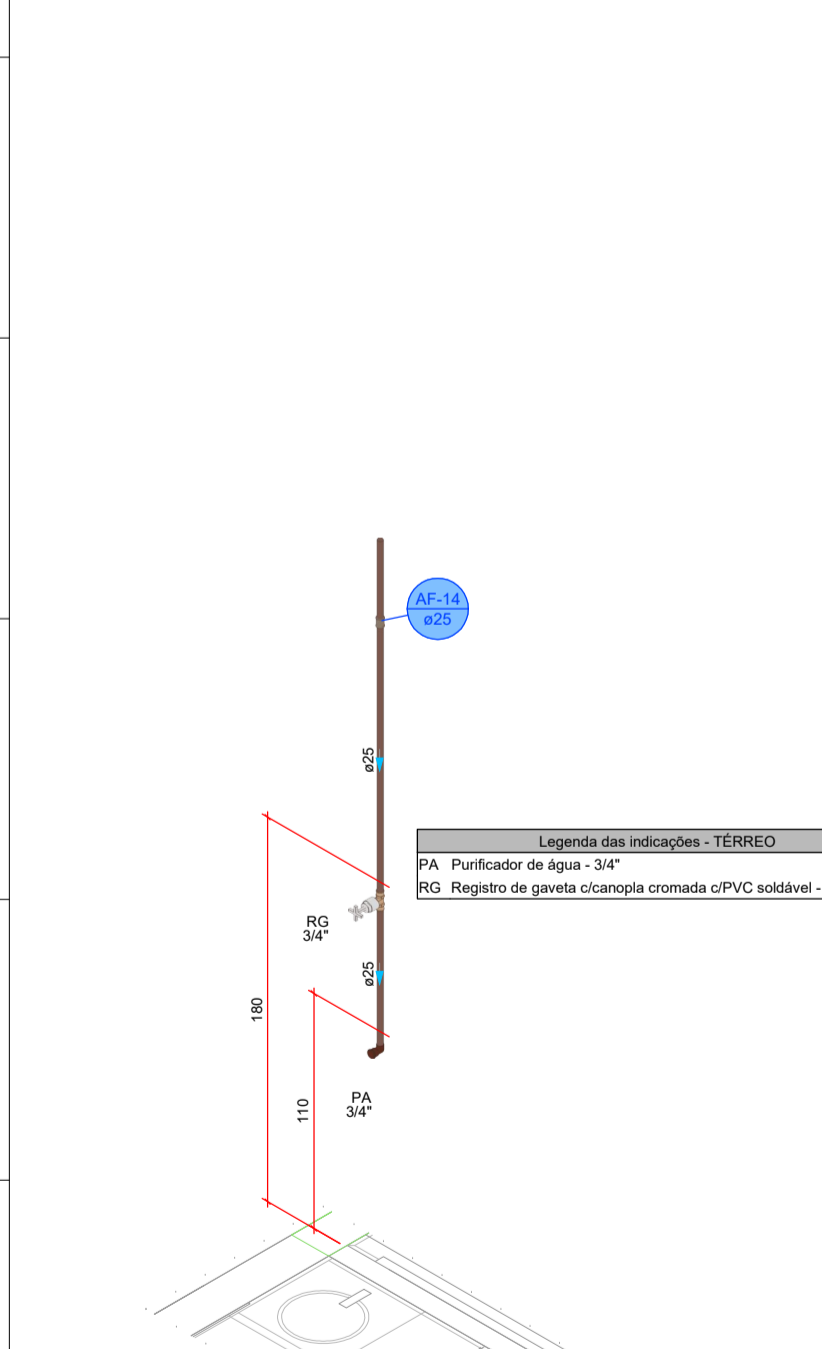 AF-14
ø25
ø25
Legenda das indicações - TÉRREO
PA Purificador de água - 3/4"
RG Registro de gaveta c/canopla cromada c/PVC soldável -
RG
3/4"
ø25
180
110
PA
3/4"